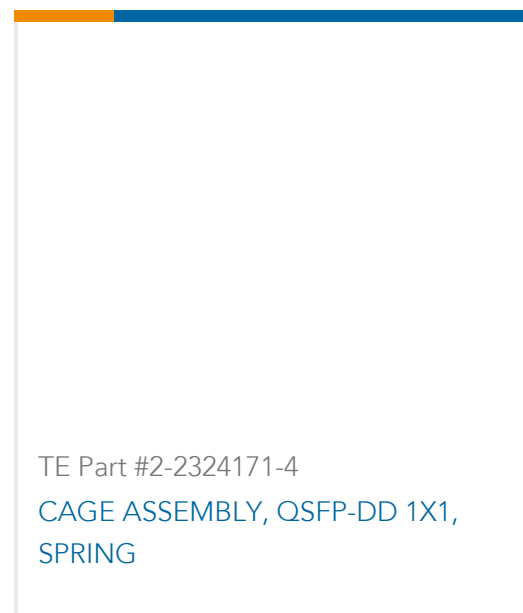 TE Part #2-2324171-4
CAGE ASSEMBLY, QSFP-DD 1X1,
SPRING